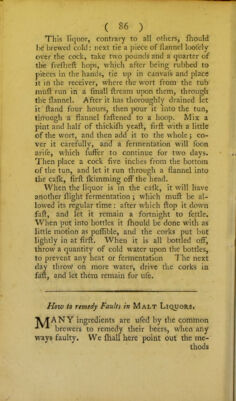 ( 86 )
This liquor, contrary to all others, ſhould
be brewed cold: next tie a piece of flannel looſely
over the cock, take two pounds and a quarter of
the freſheſt hops, which after being rubbed to
pieces in the hands, tie up in canvaſs and place
it in the receiver, where the wort from the tub
muſt run in a ſmall ſtream upon them, through
the flannel. After it has thoroughly drained let
it ſtand four hours, then pour it into the tun,
through a flannel faſtened to a hoop. Mix a
pint and half of thickiſh yeaſt, firſt with a little
of the wort, and then add it to the whole; co-
ver it carefully, and a fermentation will ſoon
ariſe, which ſuffer to continue for two days.
Then place a cock five inches from the bottom
of the tun, and let it run through a flannel into
the caſk, firſt ſkimming off the head.
When the liquor is in the caſk, it will have
another ſlight fermentation; which muſt be al-
lowed its regular time: after which ſtop it down
faſt, and let it remain a fortnight to ſettle.
When put into bottles it ſhould be done with as
little motion as poſſible, and the corks put but
lightly in at firſt. When it is all bottled off,
throw a quantity of cold water upon the bottles,
to prevent any heat or fermentation The next
day throw on more water, drive the corks in
faſt, and let them remain for uſe.
How to remedy Faults in MALT LIQUORS.
MANY ingredients are uſed by the common
brewers to remedy their beers, when any
ways faulty. We ſhall here point out the me-
thods